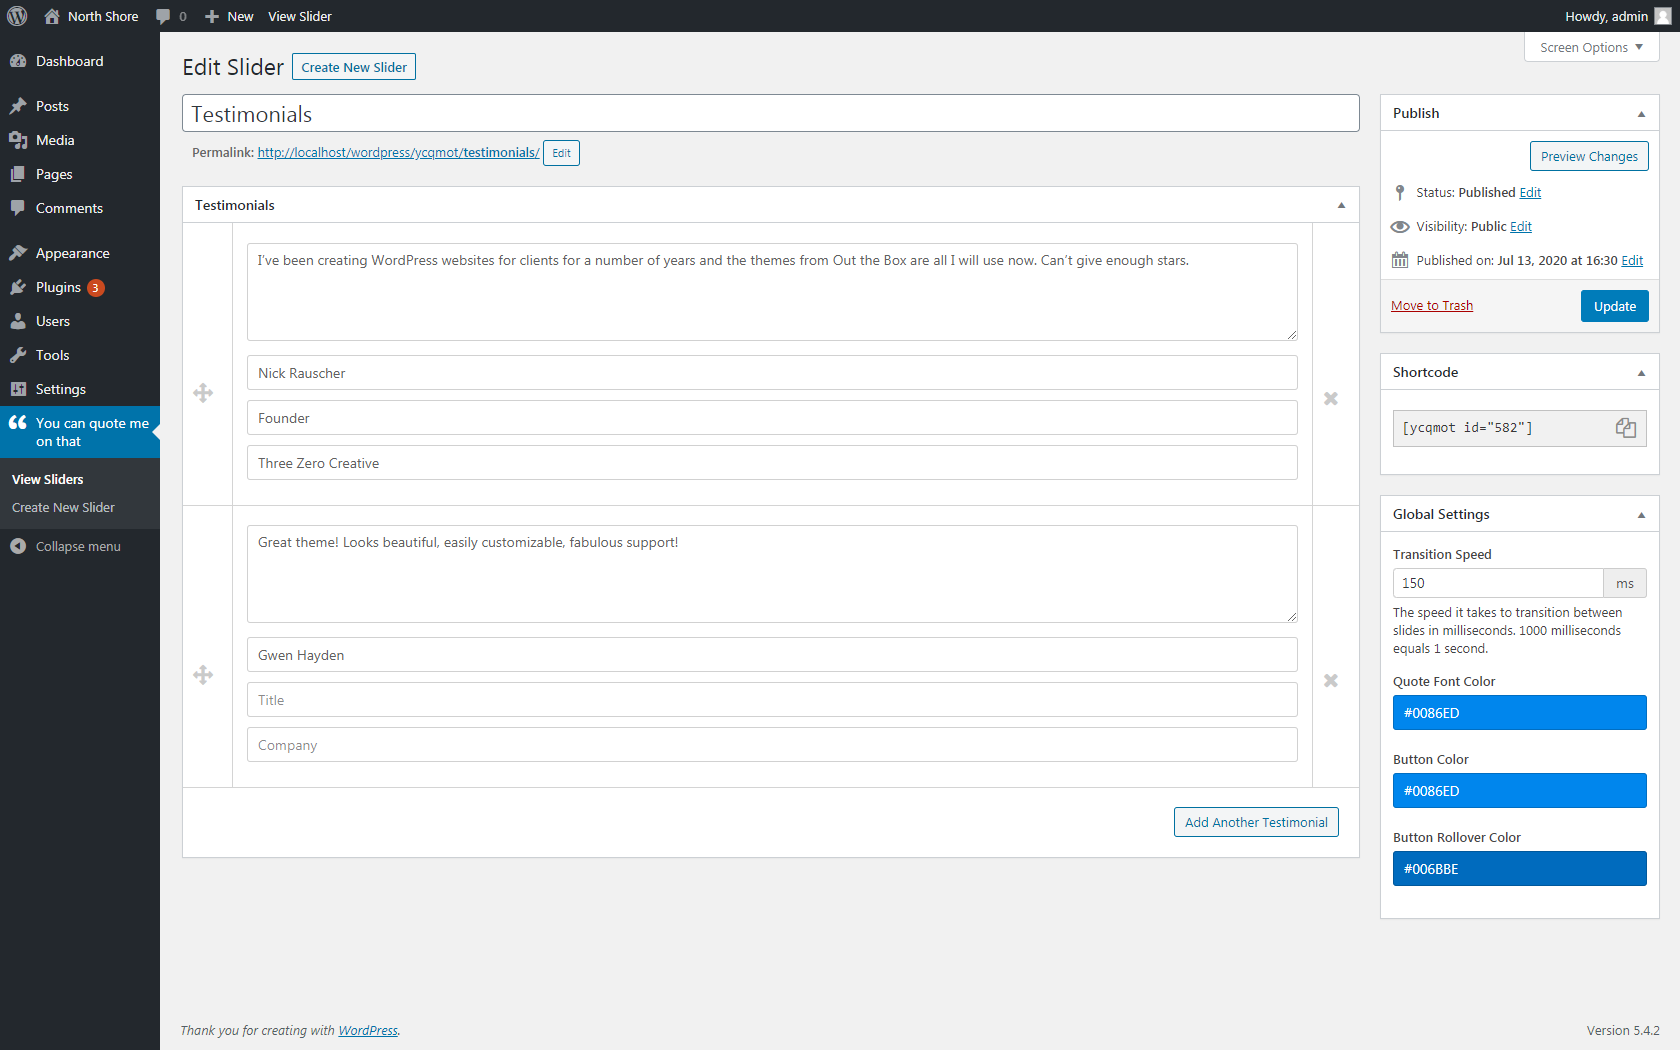 North Shore
0
New
View Slider
Howdy, admin
Dashboard
Posts
Media
Pages
Comments
Appearance
Plugins 3
Users
Tools
Settings
You can quote me
on that
View Sliders
Create New Slider
Collapse menu
Screen Options
Edit Slider
Create New Slider
Testimonials
Permalink: http://localhost/wordpress/ycqmot/testimonials/ Edit
Testimonials
I've been creating WordPress websites for clients for a number of years and the themes from Out the Box are all I will use now. Can't give enough stars.
Nick Rauscher
Founder
Three Zero Creative
Great theme! Looks beautiful, easily customizable, fabulous support!
Gwen Hayden
Title
Company
Add Another Testimonial
Publish
Preview Changes
Status: Published Edit
Visibility: Public Edit
Published on: Jul 13, 2020 at 16:30 Edit
Move to Trash
Update
Shortcode
[ycqmot id="582"]
Global Settings
Transition Speed
150
ms
The speed it takes to transition between
slides in milliseconds. 1000 milliseconds
equals 1 second.
Quote Font Color
#0086ED
Button Color
#0086ED
Button Rollover Color
#006BBE
Thank you for creating with WordPress.
Version 5.4.2